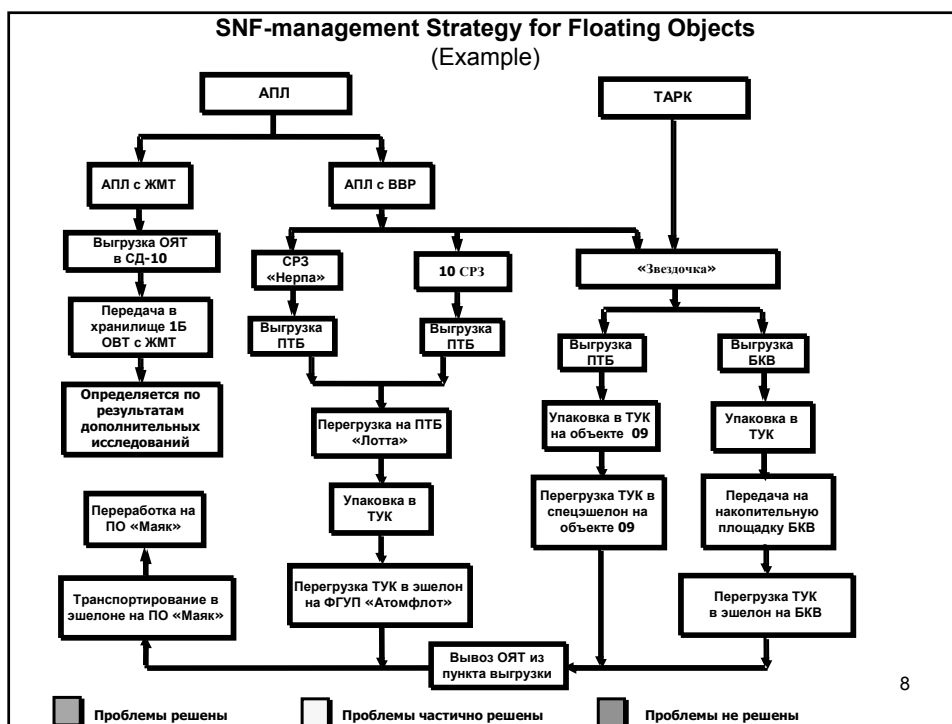 SNF-management Strategy for Floating Objects
(Example)
АПЛ
ТАРК
АПЛ с ЖМТ
АПЛ с ВВР
Выгрузка ОЯТ
в СД-10
СРЗ
«Нерпа»
10 СРЗ
«Звездочка»
Передача в
хранилище 1Б
ОВТ с ЖМТ
Выгрузка
ПТБ
Выгрузка
ПТБ
Выгрузка
ПТБ
Выгрузка
БКВ
Определяется по
результатам
дополнительных
исследований
Перегрузка на ПТБ
«Лотта»
Упаковка в ТУК
на объекте 09
Упаковка в
ТУК
Переработка на
ПО «Маяк»
Упаковка в
ТУК
Перегрузка ТУК в
спецэшелон на
объекте 09
Передача на
накопительную
площадку БКВ
Транспортирование в
эшелоне на ПО «Маяк»
Перегрузка ТУК в эшелон
на ФГУП «Атомфлот»
Перегрузка ТУК
в эшелон на БКВ
Вывоз ОЯТ из
пункта выгрузки
8
Проблемы решены
Проблемы частично решены
Проблемы не решены